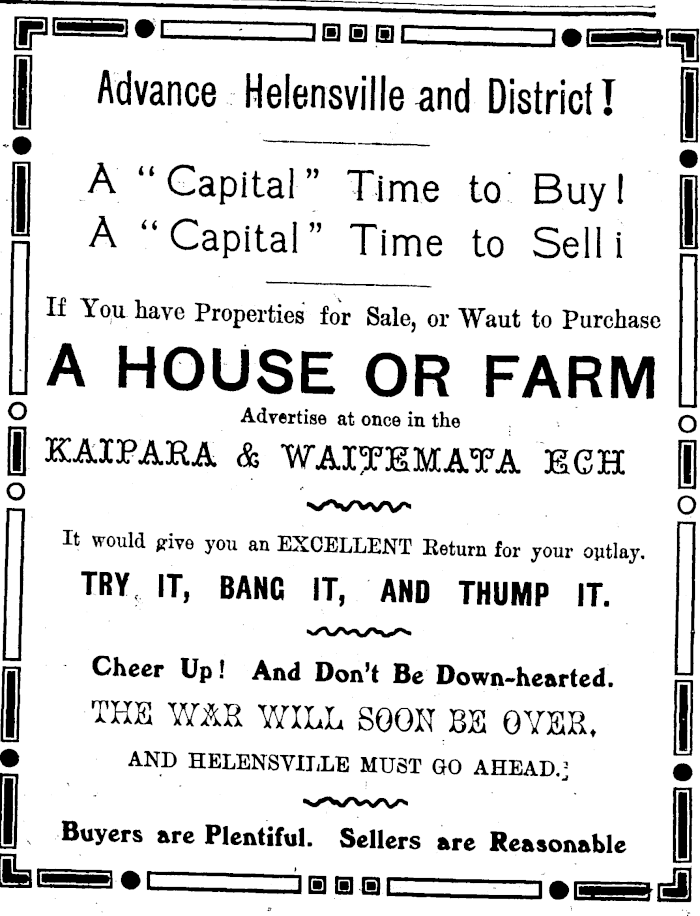 Advance Helensville and District!
A "Capital" Time to Buy!
A "Capital" Time to Sell i
If You have Properties for Sale, or Waut to Purchase
A HOUSE OR FARM
Advertise at once in the
KAIPARA & WAITEMATA ECH
It would give you an EXCELLENT Return for your outlay.
TRY IT, BANG IT, AND THUMP IT.
Cheer Up! And Don't Be Down-hearted.
THE WAR WILL SOON BE OVER,
AND HELENSVILLE MUST GO AHEAD.;
Buyers are Plentiful. Sellers are Reasonable